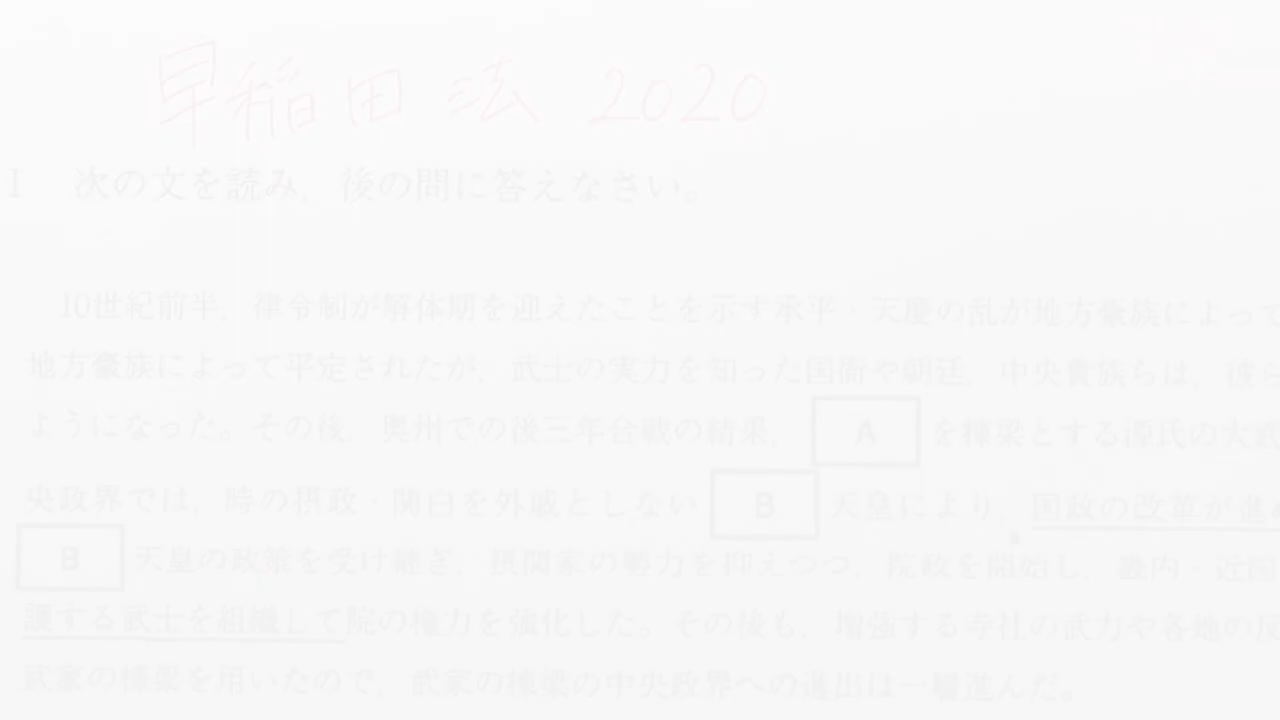 早稲田 法 2020
I 次の文を読み、後の問に答えなさい。
10世紀前半、律令制が解体期を迎えたことを示す承平・天慶の乱が地方豪族によって
地方豪族によって平定されたが、武士の実力を知った国衙や朝廷、中央貴族らは、彼ら
ようになった。その後、奥州での後三年合戦の結果、 A を棟梁とする源氏の大武
央政界では、時の摂政・関白を外戚としない B 天皇により、国政の改革が進め
B 天皇の政策を受け継ぎ、摂関家の勢力を抑えつつ、院政を開始し、畿内・近国
護する武士を組織して院の権力を強化した。その後も、増強する寺社の武力や各地の反
武家の棟梁を用いたので、武家の棟梁の中央政界への進出は一層進んだ。